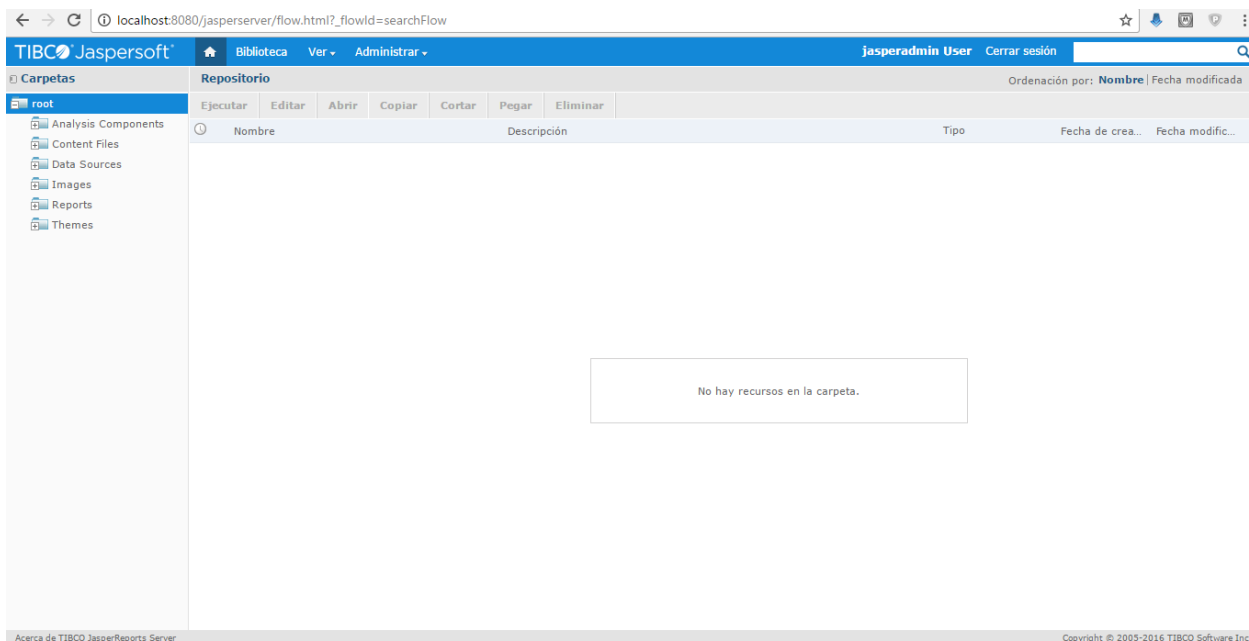 localhost:8080/jasperserver/flow.html?_flowId=searchFlow
TIBCO Jaspersoft® Biblioteca Ver Administrar jasperadmin User Cerrar sesión
Carpetas Repositorio Ordenación por: Nombre | Fecha modificada
root Ejecutar Editar Abrir Copiar Cortar Pegar Eliminar
Nombre Descripción Tipo Fecha de crea... Fecha modific...
Analysis Components
Content Files
Data Sources
Images
Reports
Themes
No hay recursos en la carpeta.
Acerca de TIBCO JasperReports Server Copyright © 2005-2016 TIBCO Software Inc